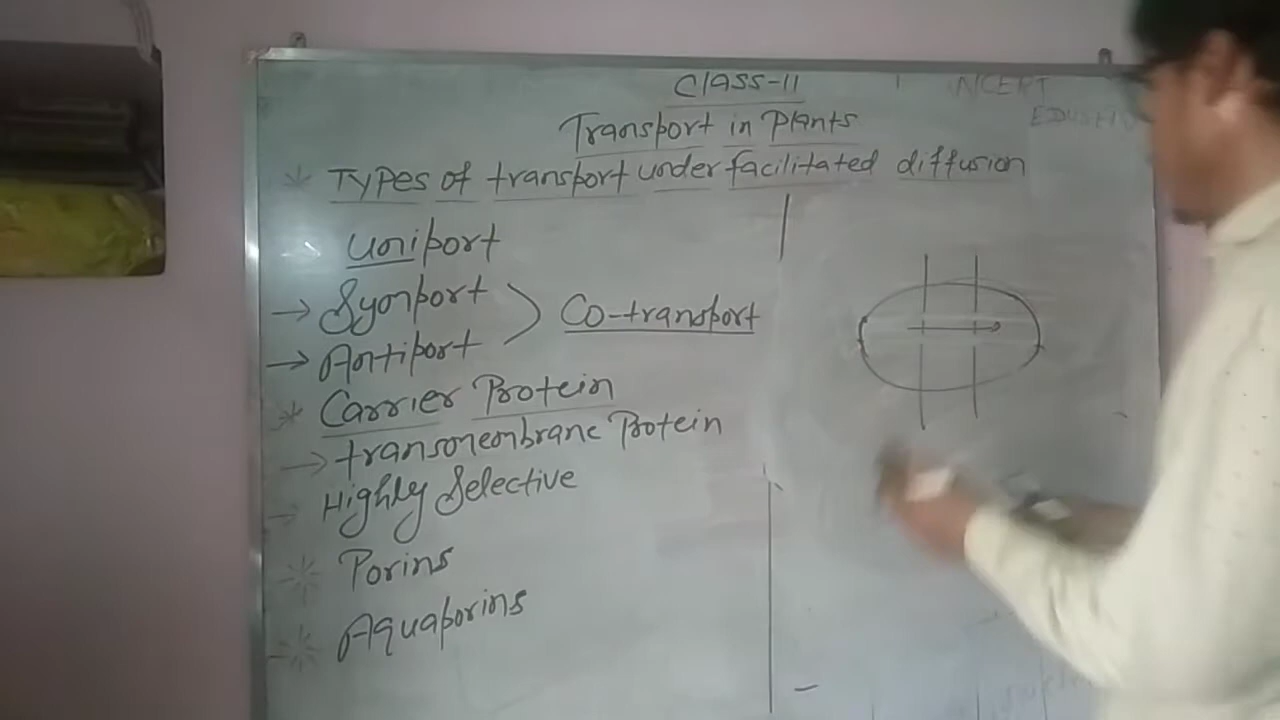 Class-11
NCERT
Transport in Plants
* Types of transport under facilitated diffusion
Uniport
→ Symport
→ Antiport
Co-transport
* Carrier Protein
→ transmembrane Protein
→ Highly Selective
* Porins
* Aquaporins